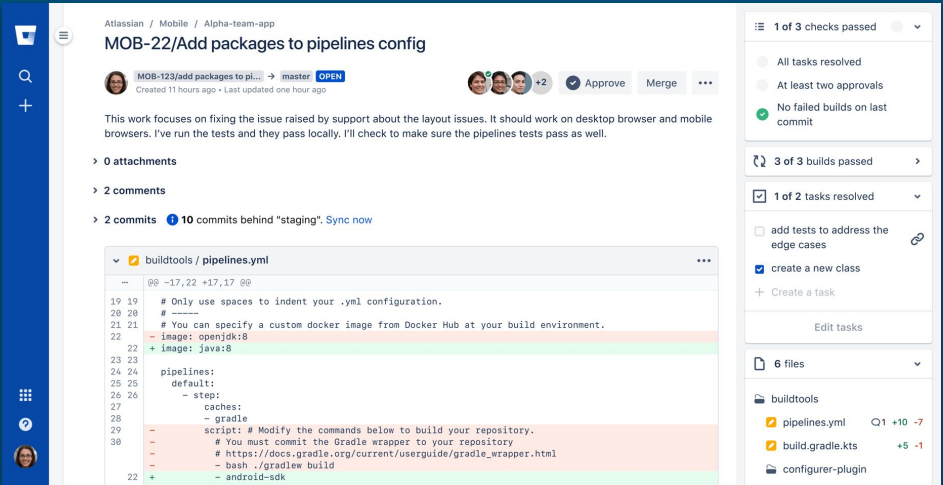 Atlassian / Mobile / Alpha-team-app
MOB-22/Add packages to pipelines config
MOB-123/add packages to pi... → master OPEN
Created 11 hours ago • Last updated one hour ago
+2
Approve
Merge
This work focuses on fixing the issue raised by support about the layout issues. It should work on desktop browser and mobile
browsers. I've run the tests and they pass locally. I'll check to make sure the pipelines tests pass as well.
0 attachments
2 comments
2 commits 10 commits behind "staging". Sync now
buildtools / pipelines.yml
... @@ -17,22 +17,17 @@
19 19 # Only use spaces to indent your .yml configuration.
20 20 # -----
21 21 # You can specify a custom docker image from Docker Hub at your build environment.
22 - image: openjdk:8
22 + image: java:8
23 23
24 24 pipelines:
25 25 default:
26 26 - step:
27 caches:
28 - gradle
29 - script: # Modify the commands below to build your repository.
30 - # You must commit the Gradle wrapper to your repository
- # https://docs.gradle.org/current/userguide/gradle_wrapper.html
- - bash ./gradlew build
22 + - android-sdk
1 of 3 checks passed
All tasks resolved
At least two approvals
No failed builds on last
commit
3 of 3 builds passed
1 of 2 tasks resolved
add tests to address the
edge cases
create a new class
+ Create a task
Edit tasks
6 files
buildtools
pipelines.yml 1 +10 -7
build.gradle.kts +5 -1
configurer-plugin